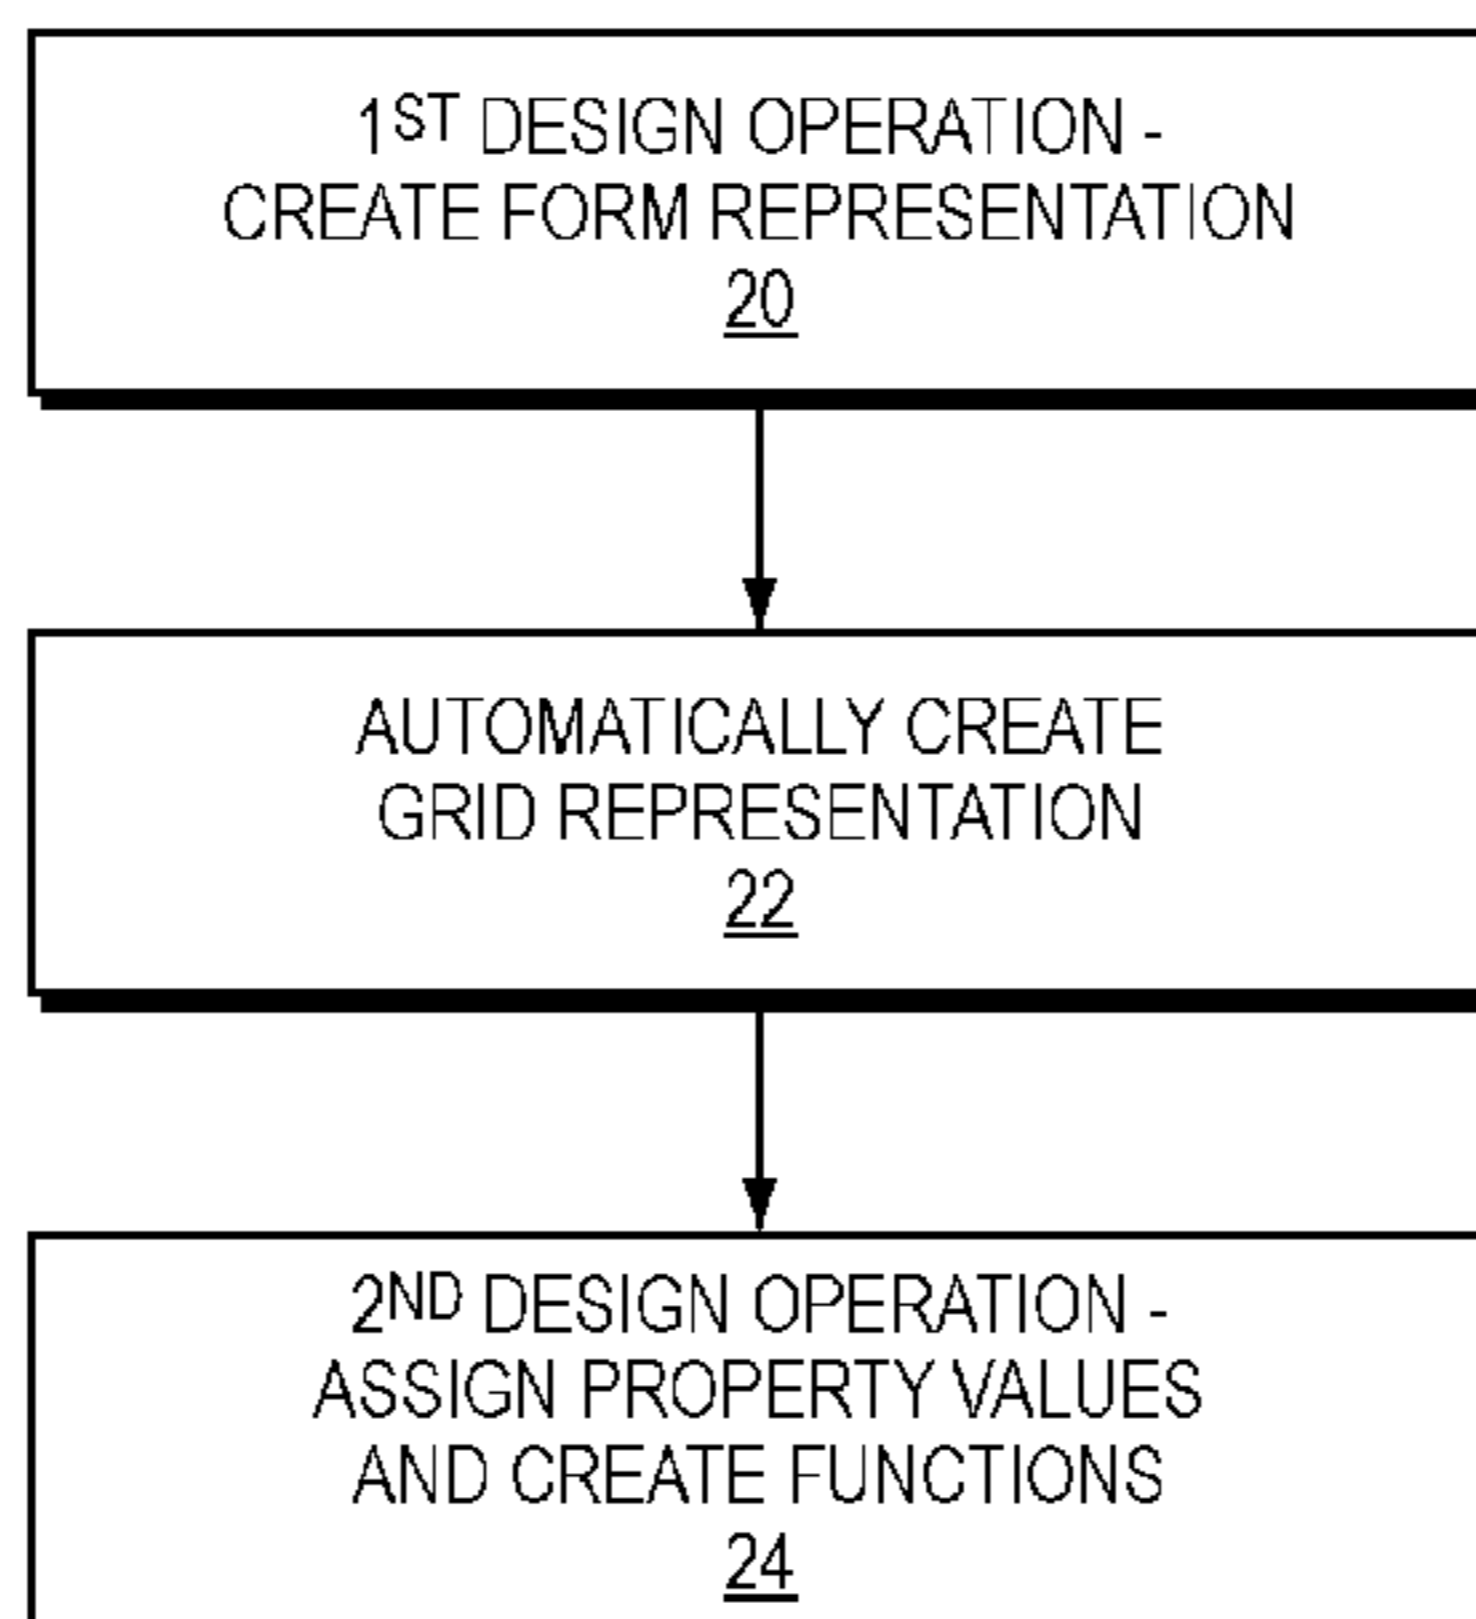 1ST DESIGN OPERATION -
CREATE FORM REPRESENTATION
20
AUTOMATICALLY CREATE
GRID REPRESENTATION
22
2ND DESIGN OPERATION -
ASSIGN PROPERTY VALUES
AND CREATE FUNCTIONS
24